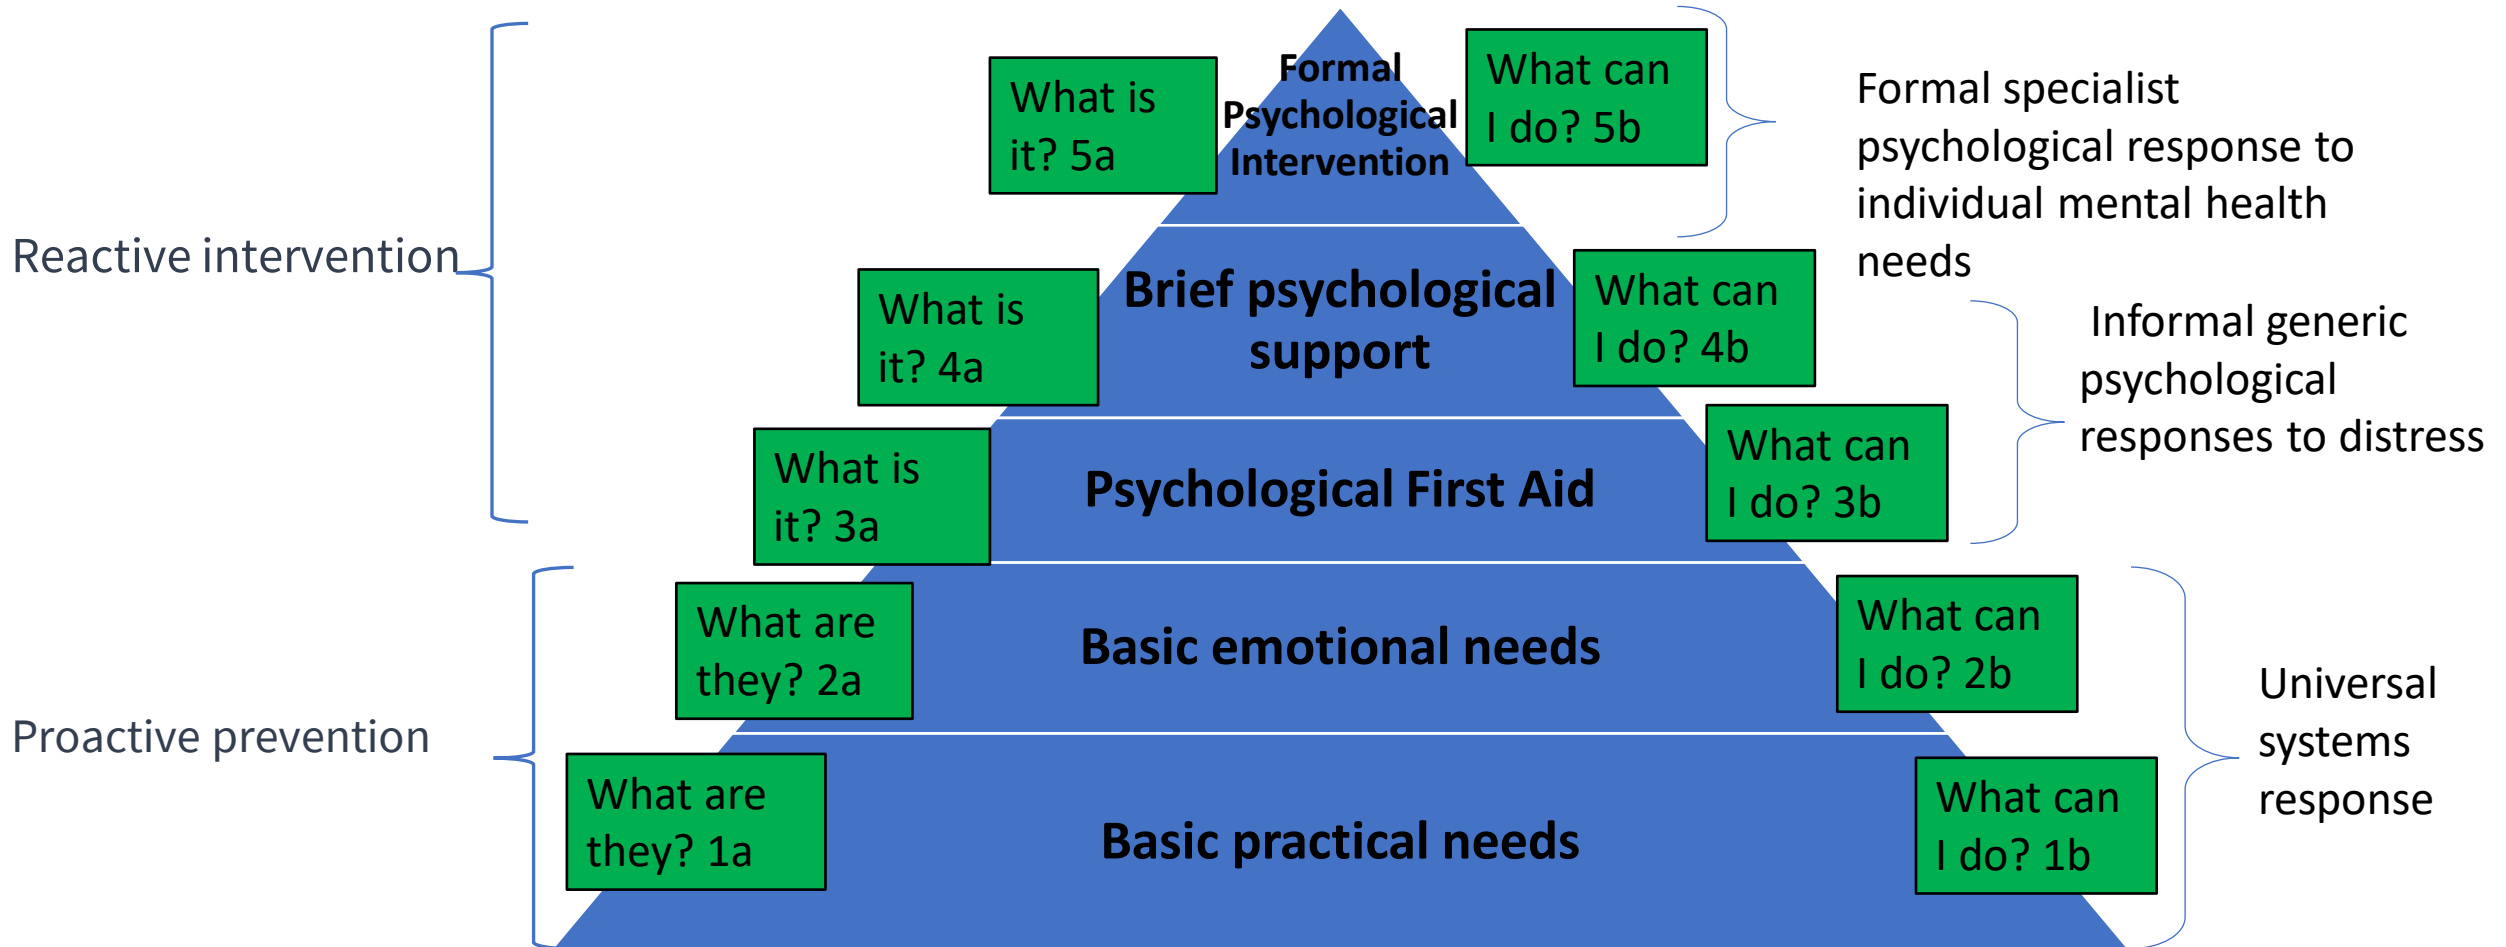 Formal
Psychological
Intervention
What is
it? 5a
What can
I do? 5b
Formal specialist
psychological response to
individual mental health
needs
Reactive intervention
Brief psychological
support
What is
it? 4a
What can
I do? 4b
Informal generic
psychological
responses to distress
Psychological First Aid
What is
it? 3a
What can
I do? 3b
Basic emotional needs
What are
they? 2a
What can
I do? 2b
Universal
systems
response
Proactive prevention
Basic practical needs
What are
they? 1a
What can
I do? 1b